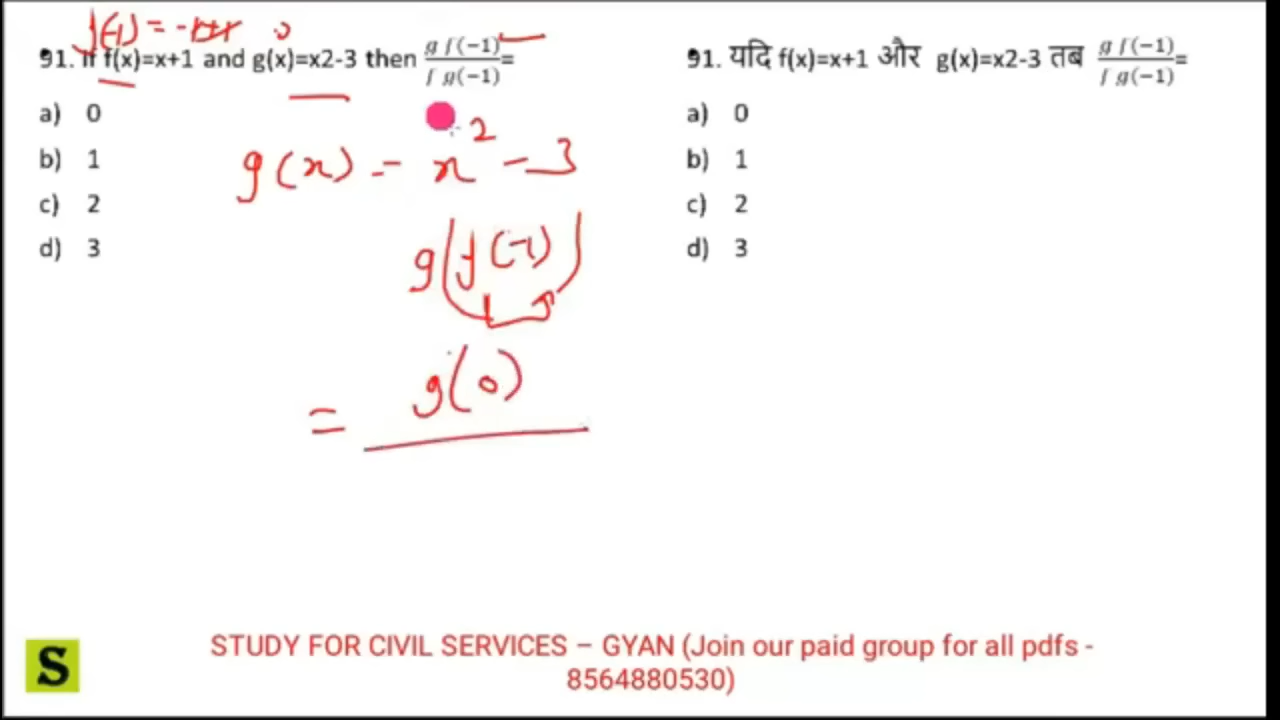 f(-1) = -1+1 0
91. If f(x)=x+1 and g(x)=x2-3 then g f(-1)
f g(-1) =
a) 0
b) 1
c) 2
d) 3
g(x) = x² - 3
g(f(-1))
= g(0)
91. यदि f(x)=x+1 और g(x)=x2-3 तब g f(-1)
f g(-1) =
a) 0
b) 1
c) 2
d) 3
S
STUDY FOR CIVIL SERVICES – GYAN (Join our paid group for all pdfs -
8564880530)